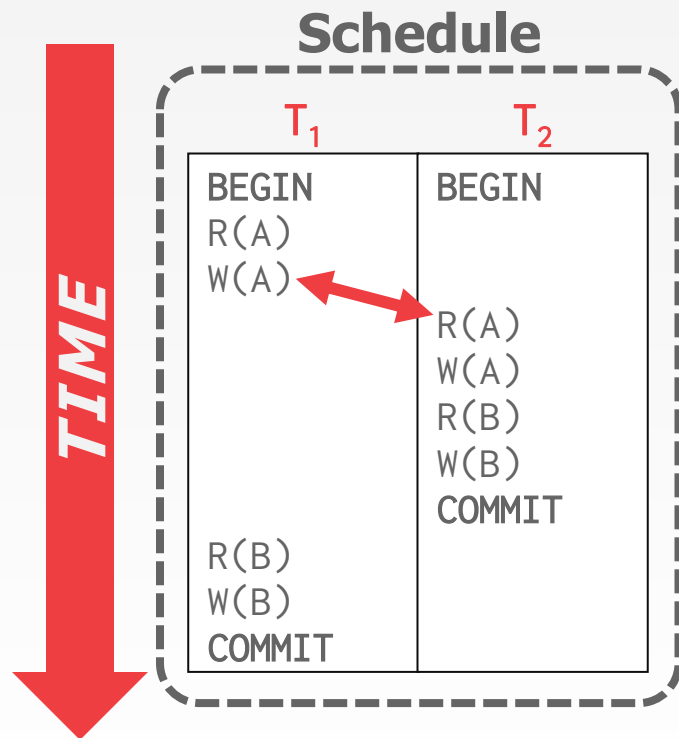 Schedule
T₁ T₂
BEGIN BEGIN
R(A)
W(A)
R(A)
W(A)
R(B)
W(B)
COMMIT
R(B)
W(B)
COMMIT
TIME